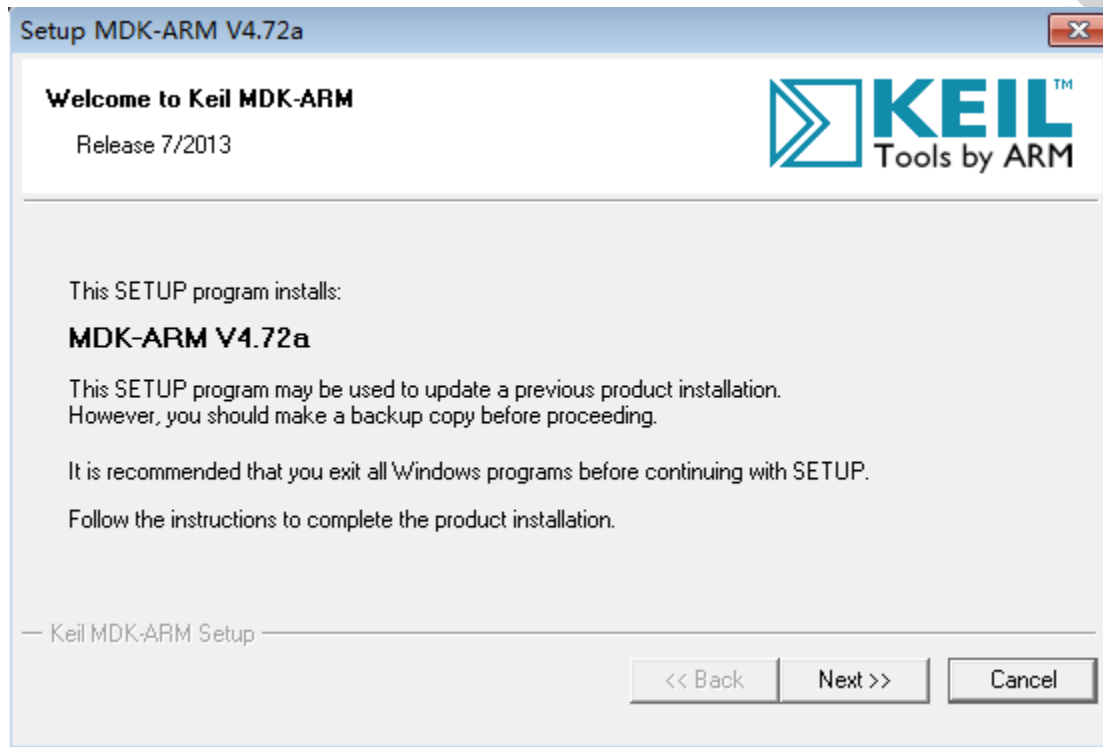 Setup MDK-ARM V4.72a
Welcome to Keil MDK-ARM
Release 7/2013
KEIL™
Tools by ARM
This SETUP program installs:
MDK-ARM V4.72a
This SETUP program may be used to update a previous product installation.
However, you should make a backup copy before proceeding.
It is recommended that you exit all Windows programs before continuing with SETUP.
Follow the instructions to complete the product installation.
Keil MDK-ARM Setup
<< Back Next >> Cancel